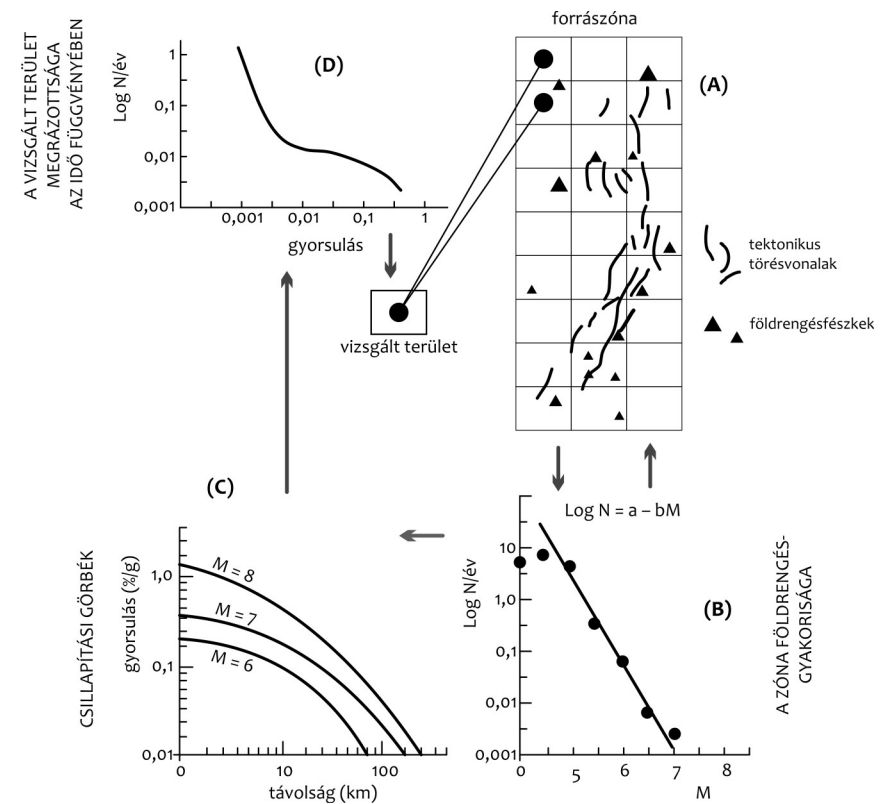 forrászóna
A VIZSGÁLT TERÜLET
MEGRÁZOTTSÁGA
AZ IDŐ FÜGGVÉNYÉBEN
Log N/év
1
0,1
0,01
0,001
(D)
0,001 0,01 0,1 1
gyorsulás
(A)
vizsgált terület
tektonikus
törésvonalak
földrengésfészkek
(C)
CSILLAPÍTÁSI GÖRBÉK
gyorsulás (%/g)
1,0
0,1
0,01
M = 8
M = 7
M = 6
0 10 100
távolság (km)
Log N = a – bM
Log N/év
10
1,0
0,1
0,01
0,001
(B)
0 5 6 7 8
M
A ZÓNA FÖLDRENGÉS-
GYAKORISÁGA